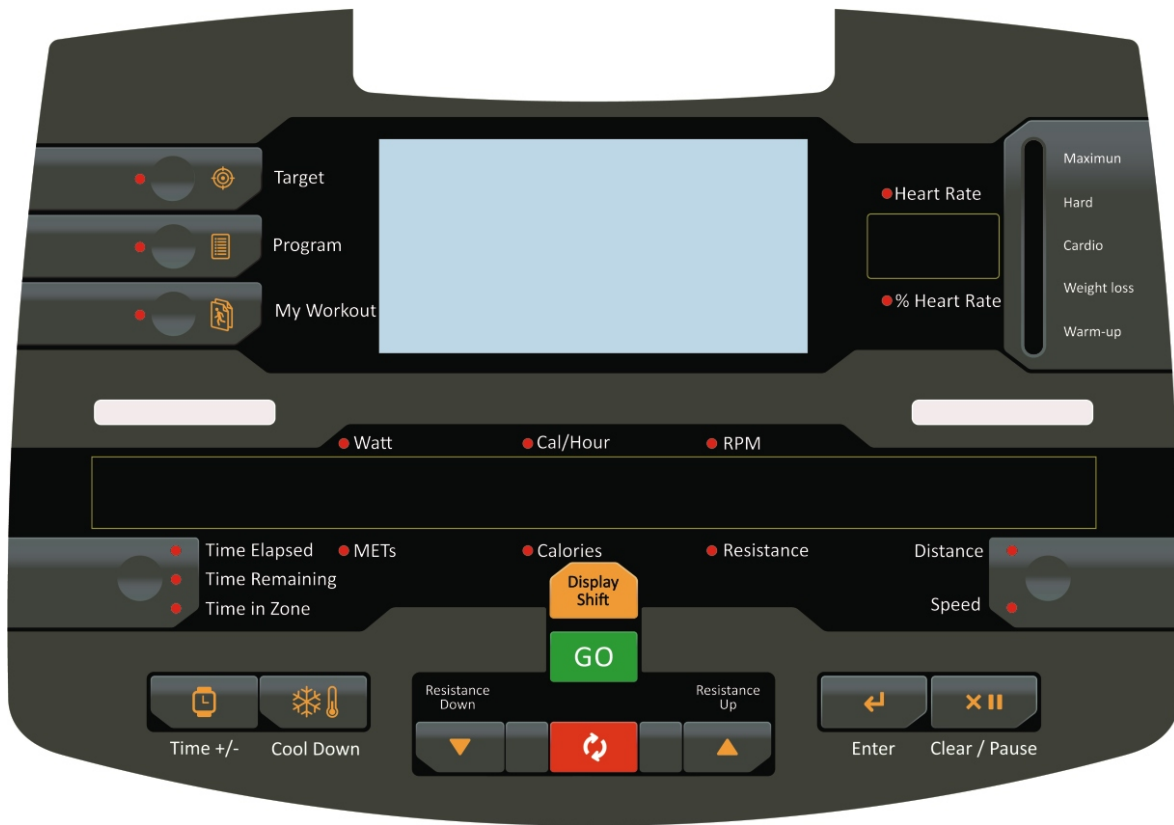 Target
Program
My Workout
Heart Rate
% Heart Rate
Maximun
Hard
Cardio
Weight loss
Warm-up
Watt
Cal/Hour
RPM
Time Elapsed
Time Remaining
Time in Zone
METs
Calories
Resistance
Distance
Speed
Display
Shift
GO
Resistance
Down
Resistance
Up
Time +/-
Cool Down
Enter
Clear / Pause